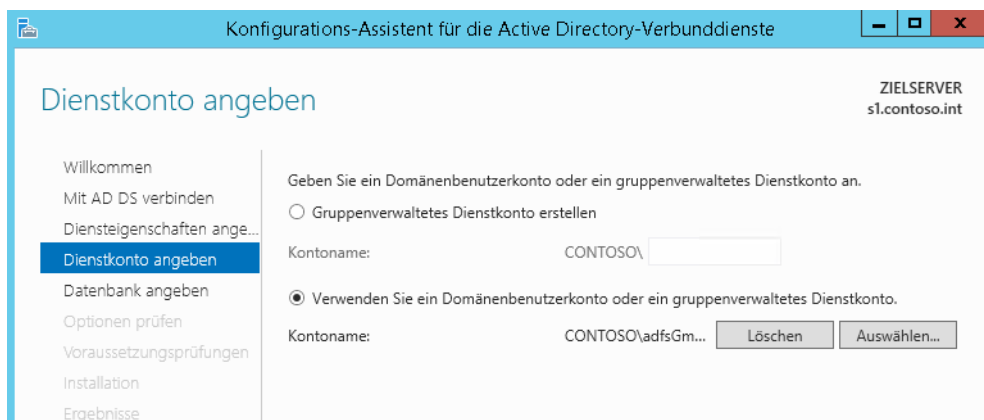 Konfigurations-Assistent für die Active Directory-Verbunddienste
Dienstkonto angeben
ZIELSERVER
s1.contoso.int
Willkommen
Mit AD DS verbinden
Diensteigenschaften ange...
Dienstkonto angeben
Datenbank angeben
Optionen prüfen
Voraussetzungsprüfungen
Installation
Ergebnisse
Geben Sie ein Domänenbenutzerkonto oder ein gruppenverwaltetes Dienstkonto an.
Gruppenverwaltetes Dienstkonto erstellen
Kontoname: CONTOSO\
Verwenden Sie ein Domänenbenutzerkonto oder ein gruppenverwaltetes Dienstkonto.
Kontoname: CONTOSO\adfsGm... Löschen Auswählen...